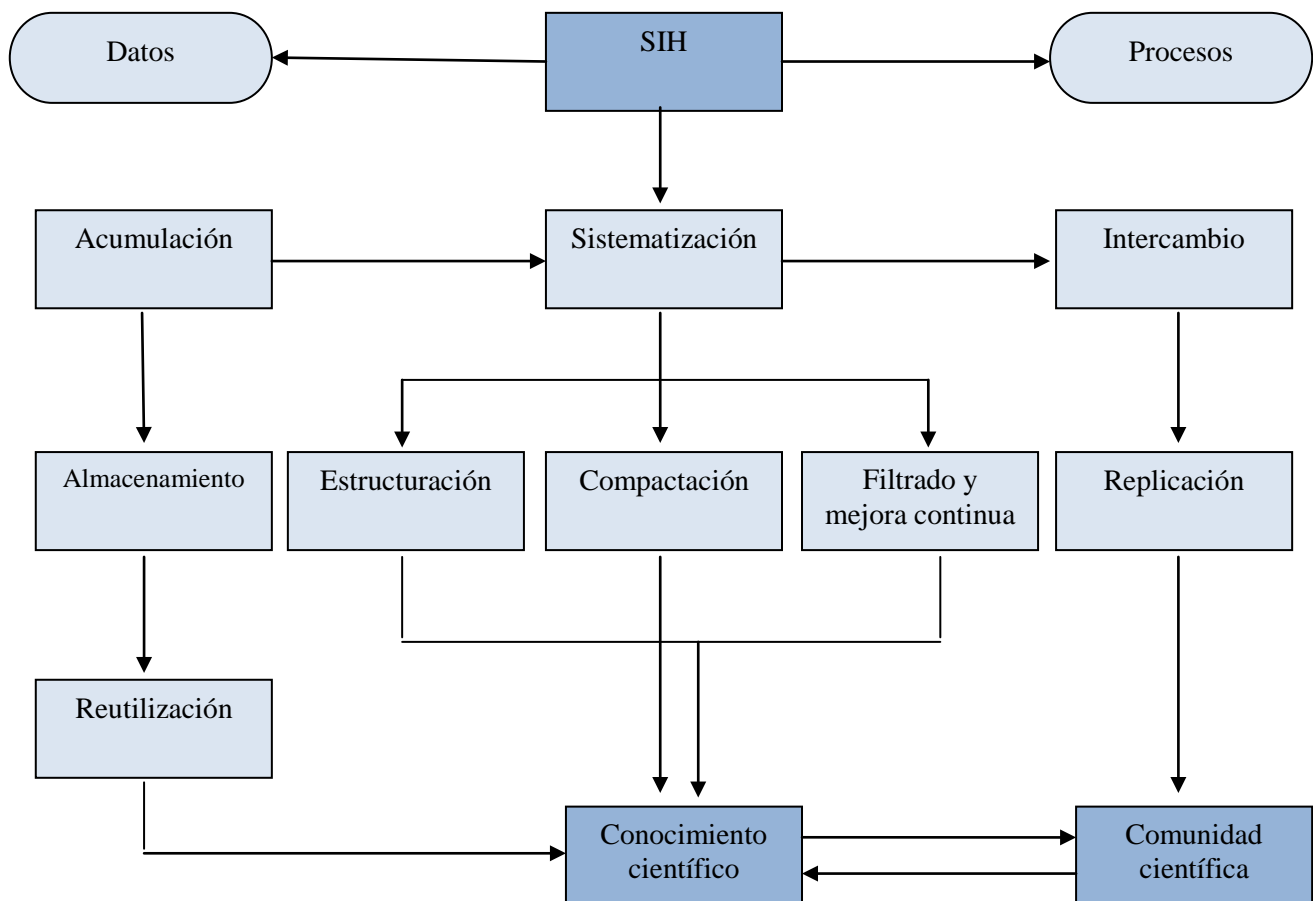 Datos
SIH
Procesos
Acumulación
Sistematización
Intercambio
Almacenamiento
Estructuración
Compactación
Filtrado y
mejora continua
Replicación
Reutilización
Conocimiento
científico
Comunidad
científica